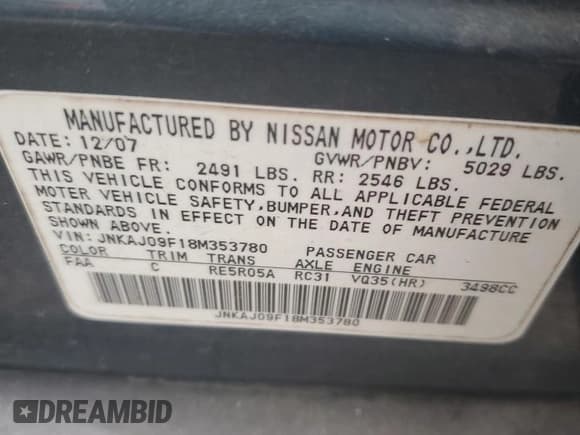 MANUFACTURED BY NISSAN MOTOR CO.,LTD.
DATE: 12/07 GVWR/PNBV: 5029 LBS.
GAWR/PNBE FR: 2491 LBS. RR: 2546 LBS.
THIS VEHICLE CONFORMS TO ALL APPLICABLE FEDERAL
MOTOR VEHICLE SAFETY,BUMPER,AND THEFT PREVENTION
STANDARDS IN EFFECT ON THE DATE OF MANUFACTURE
SHOWN ABOVE.
VIN:JNKAJ09F18M353780 PASSENGER CAR
COLOR TRIM TRANS AXLE ENGINE
FAA C RE5R05A RC31 VQ35(HR) 3498CC
JNKAJ09F18M353780
DREAMBID